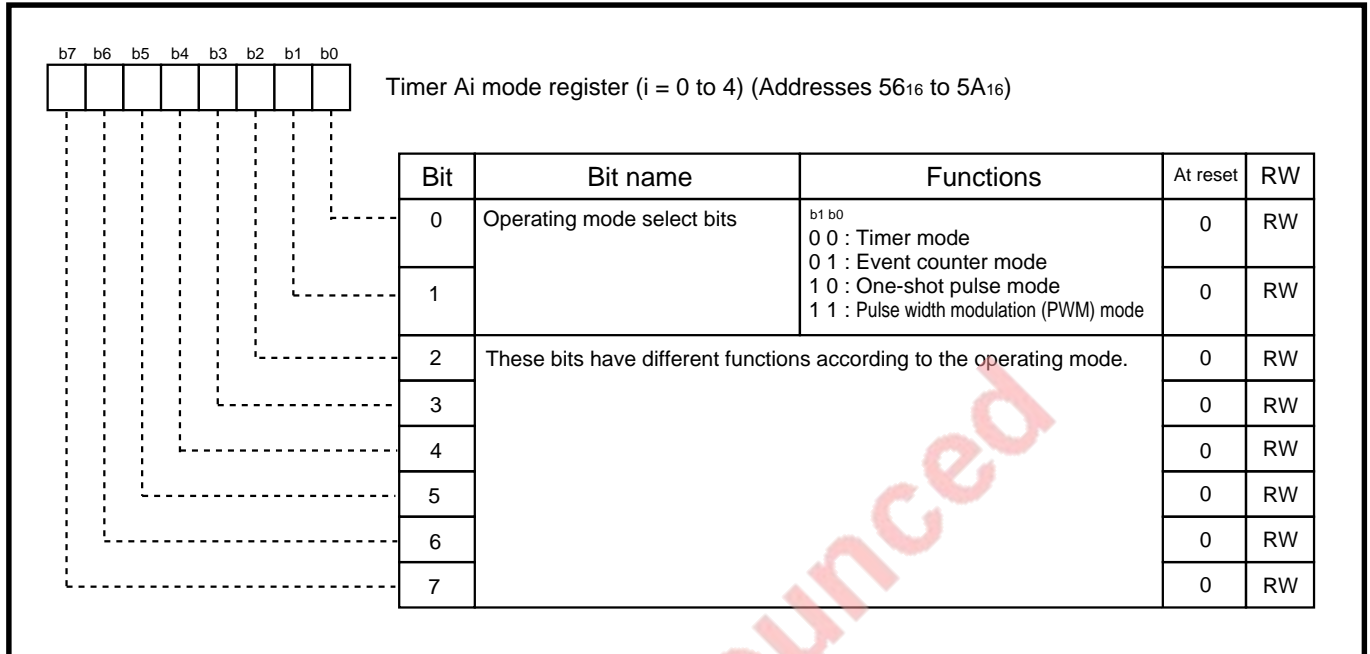 b7 b6 b5 b4 b3 b2 b1 b0
Timer Ai mode register (i = 0 to 4) (Addresses 5616 to 5A16)
Bit Bit name Functions At reset RW
0 Operating mode select bits b1 b0 0 RW
0 0 : Timer mode
0 1 : Event counter mode
1 1 0 : One-shot pulse mode 0 RW
1 1 : Pulse width modulation (PWM) mode
2 These bits have different functions according to the operating mode. 0 RW
3 0 RW
4 0 RW
5 0 RW
6 0 RW
7 0 RW